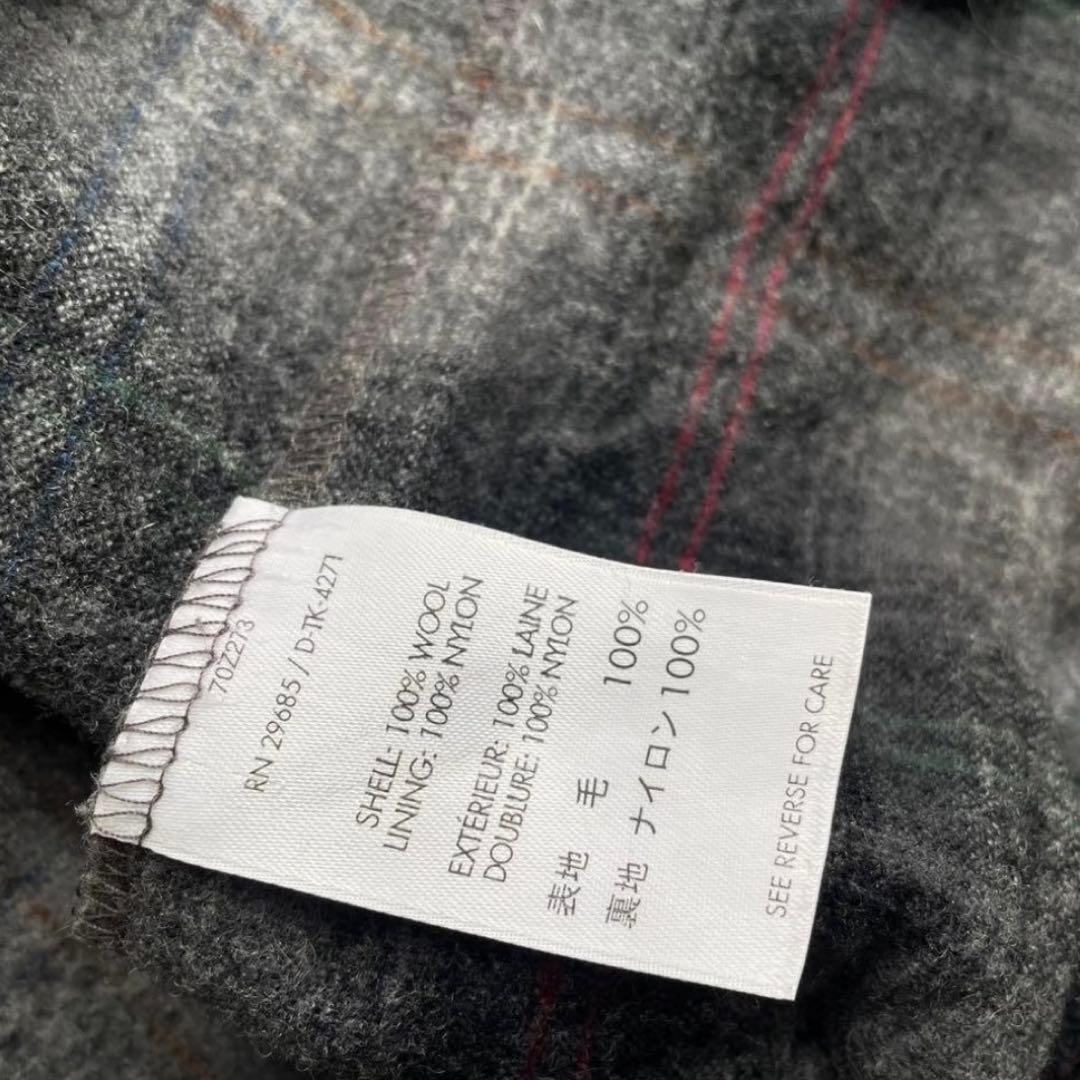 702273
RN 29685 / D-TK-4271
SHELL: 100% WOOL
LINING: 100% NYLON
EXTÉRIEUR: 100% LAINE
DOUBLURE: 100% NYLON
表地 毛 100%
裏地 ナイロン 100%
SEE REVERSE FOR CARE